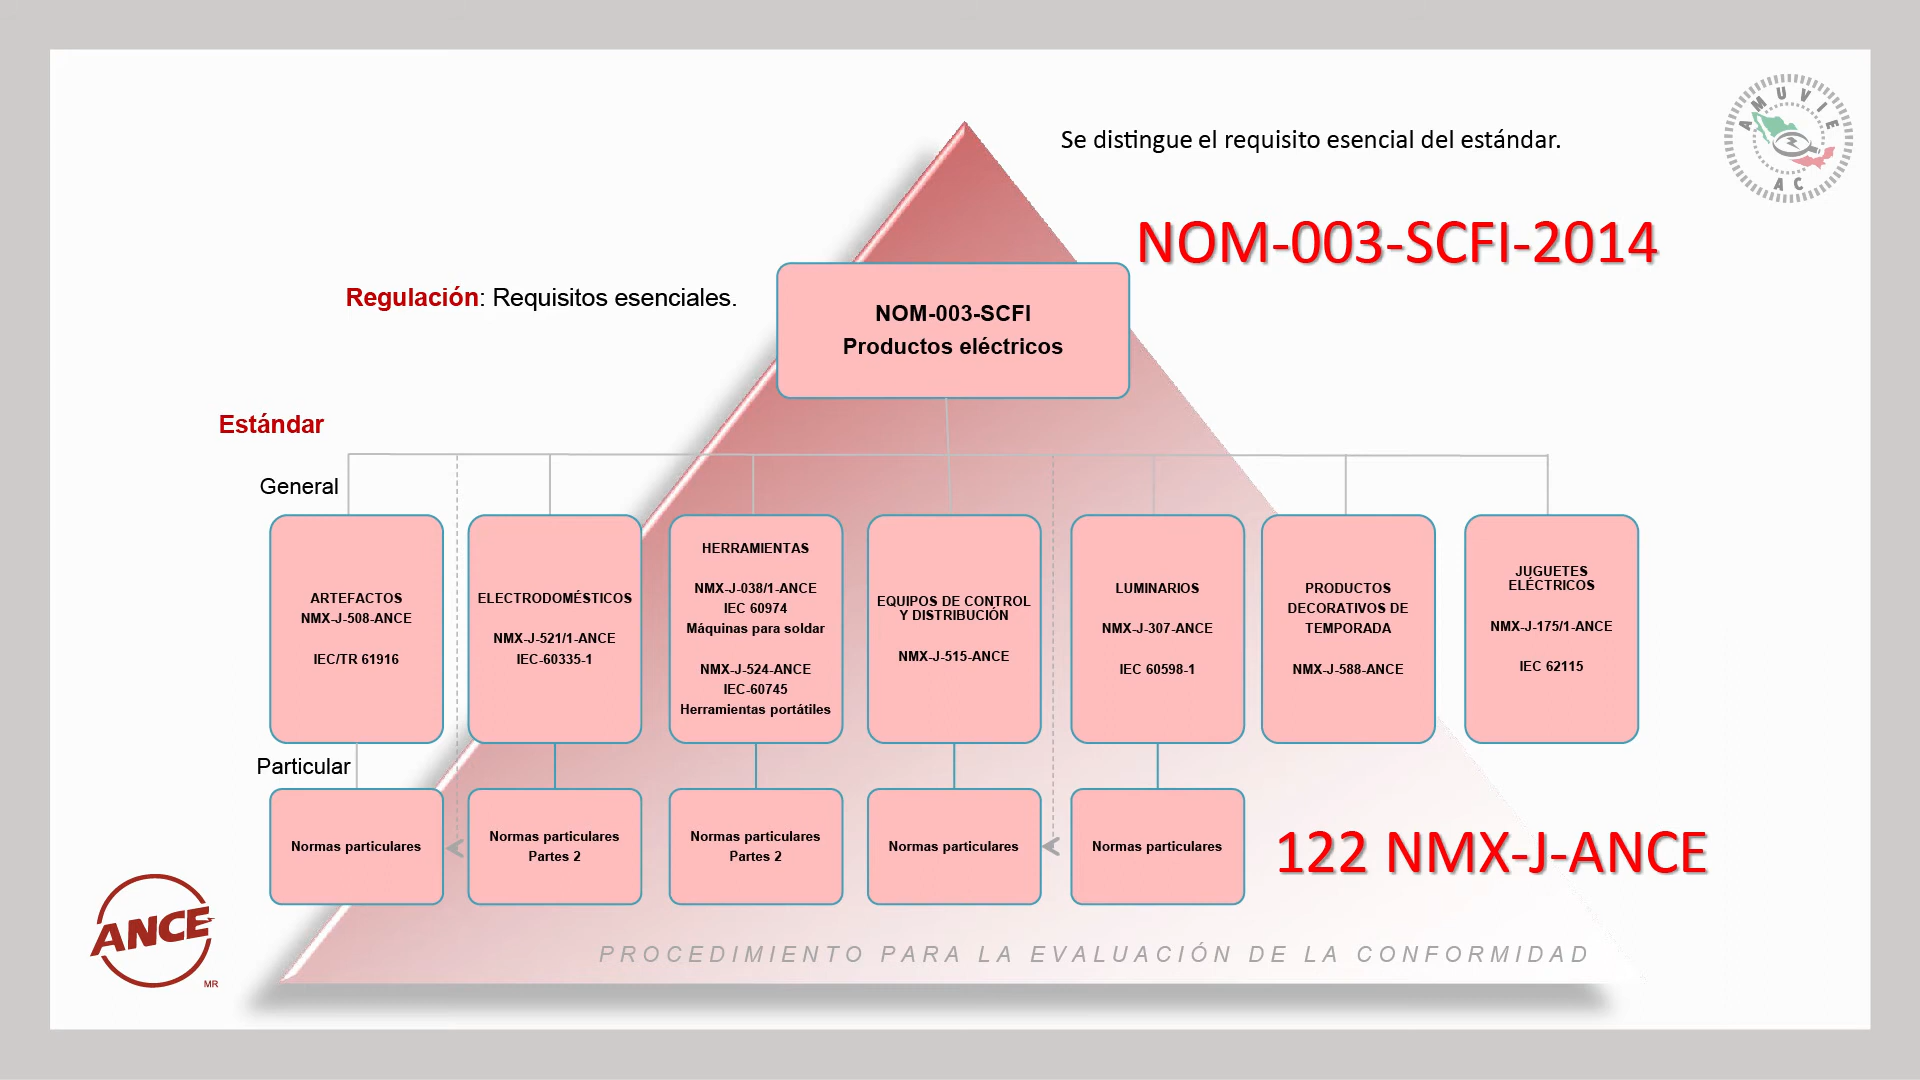 Se distingue el requisito esencial del estándar.
AMUVIE
AC
NOM-003-SCFI-2014
Regulación: Requisitos esenciales.
NOM-003-SCFI
Productos eléctricos
Estándar
General
ARTEFACTOS
NMX-J-508-ANCE
IEC/TR 61916
ELECTRODOMÉSTICOS
NMX-J-521/1-ANCE
IEC-60335-1
HERRAMIENTAS
NMX-J-038/1-ANCE
IEC 60974
Máquinas para soldar
NMX-J-524-ANCE
IEC-60745
Herramientas portátiles
EQUIPOS DE CONTROL
Y DISTRIBUCIÓN
NMX-J-515-ANCE
LUMINARIOS
NMX-J-307-ANCE
IEC 60598-1
PRODUCTOS
DECORATIVOS DE
TEMPORADA
NMX-J-588-ANCE
JUGUETES
ELÉCTRICOS
NMX-J-175/1-ANCE
IEC 62115
Particular
Normas particulares
Normas particulares
Partes 2
Normas particulares
Partes 2
Normas particulares
Normas particulares
122 NMX-J-ANCE
ANCE
MR
PROCEDIMIENTO PARA LA EVALUACIÓN DE LA CONFORMIDAD